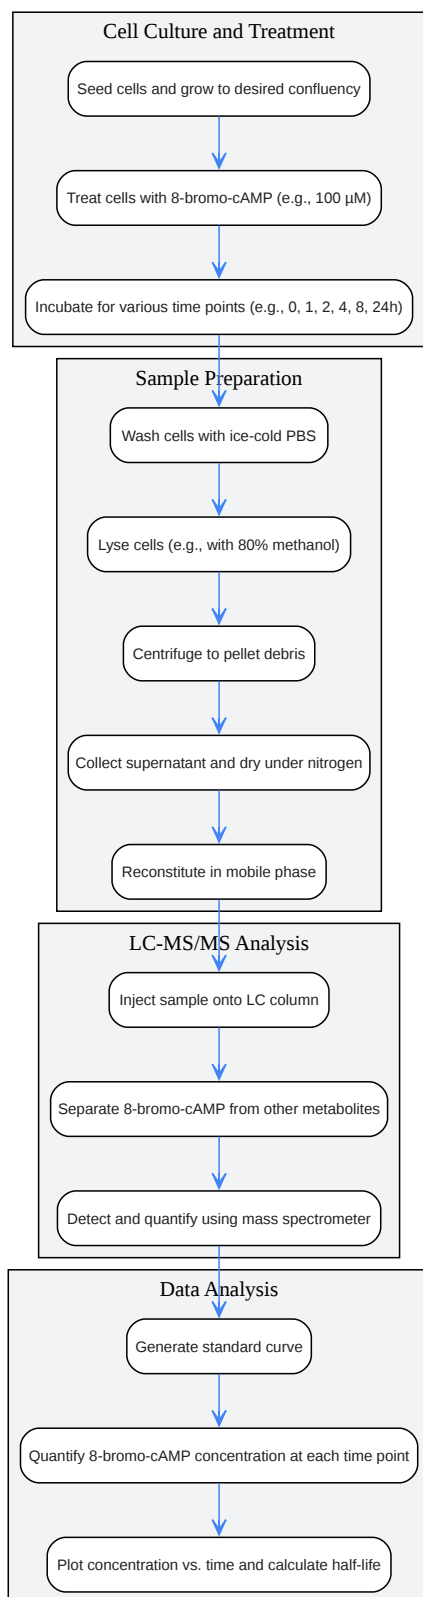 Cell Culture and Treatment
Seed cells and grow to desired confluency
Treat cells with 8-bromo-cAMP (e.g., 100 µM)
Incubate for various time points (e.g., 0, 1, 2, 4, 8, 24h)
Sample Preparation
Wash cells with ice-cold PBS
Lyse cells (e.g., with 80% methanol)
Centrifuge to pellet debris
Collect supernatant and dry under nitrogen
Reconstitute in mobile phase
LC-MS/MS Analysis
Inject sample onto LC column
Separate 8-bromo-cAMP from other metabolites
Detect and quantify using mass spectrometer
Data Analysis
Generate standard curve
Quantify 8-bromo-cAMP concentration at each time point
Plot concentration vs. time and calculate half-life